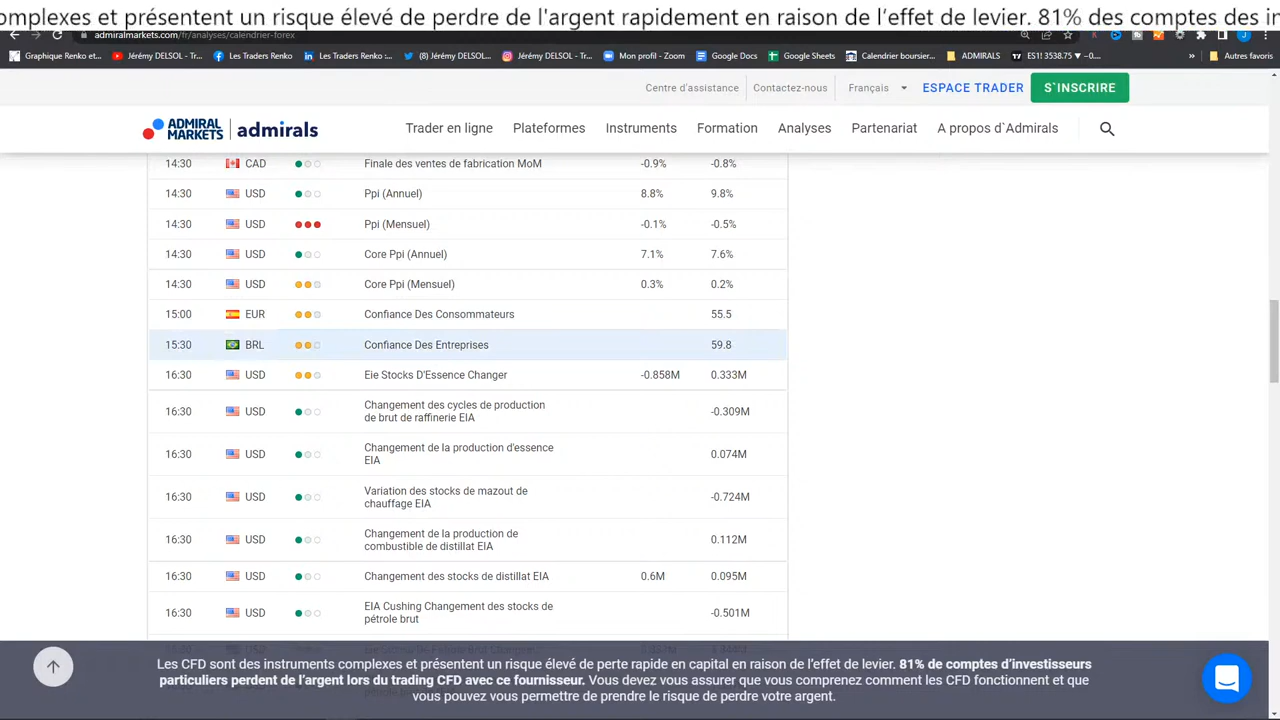 omplexes et présentent un risque élevé de perdre de l'argent rapidement en raison de l'effet de levier. 81% des comptes des in
admiralmarkets.com/fr/analyses/calendrier-forex
Graphique Renko et... Jérémy DELSOL - Tr... Les Traders Renko Les Traders Renko :... (8) Jérémy DELSOL... Jérémy DELSOL - Tr... Mon profil - Zoom Google Docs Google Sheets Calendrier boursier... ADMIRALS ES1! 3538.75 ▼ −0.... » Autres favoris
Centre d'assistance Contactez-nous Français ESPACE TRADER S`INSCRIRE
ADMIRAL MARKETS admirals Trader en ligne Plateformes Instruments Formation Analyses Partenariat A propos d`Admirals
14:30 CAD Finale des ventes de fabrication MoM -0.9% -0.8%
14:30 USD Ppi (Annuel) 8.8% 9.8%
14:30 USD Ppi (Mensuel) -0.1% -0.5%
14:30 USD Core Ppi (Annuel) 7.1% 7.6%
14:30 USD Core Ppi (Mensuel) 0.3% 0.2%
15:00 EUR Confiance Des Consommateurs 55.5
15:30 BRL Confiance Des Entreprises 59.8
16:30 USD Eie Stocks D'Essence Changer -0.858M 0.333M
16:30 USD Changement des cycles de production de brut de raffinerie EIA -0.309M
16:30 USD Changement de la production d'essence EIA 0.074M
16:30 USD Variation des stocks de mazout de chauffage EIA -0.724M
16:30 USD Changement de la production de combustible de distillat EIA 0.112M
16:30 USD Changement des stocks de distillat EIA 0.6M 0.095M
16:30 USD EIA Cushing Changement des stocks de pétrole brut -0.501M
Les CFD sont des instruments complexes et présentent un risque élevé de perte rapide en capital en raison de l'effet de levier. 81% de comptes d'investisseurs
particuliers perdent de l'argent lors du trading CFD avec ce fournisseur. Vous devez vous assurer que vous comprenez comment les CFD fonctionnent et que
vous pouvez vous permettre de prendre le risque de perdre votre argent.